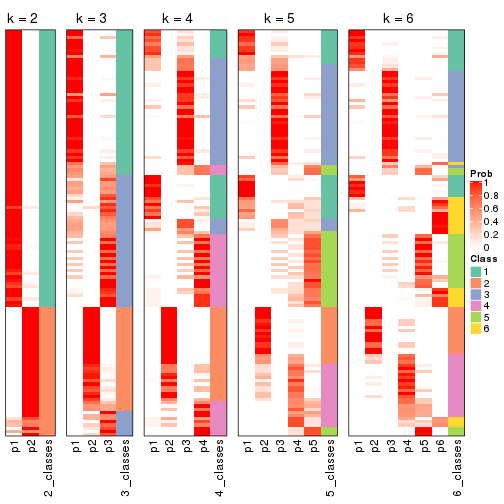 k = 2
k = 3
k = 4
k = 5
k = 6
p1
p2
2_classes
p1
p2
p3
3_classes
p1
p2
p3
p4
4_classes
p1
p2
p3
p4
p5
5_classes
p1
p2
p3
p4
p5
p6
6_classes
Prob
1
0.8
0.6
0.4
0.2
0
Class
1
2
3
4
5
6